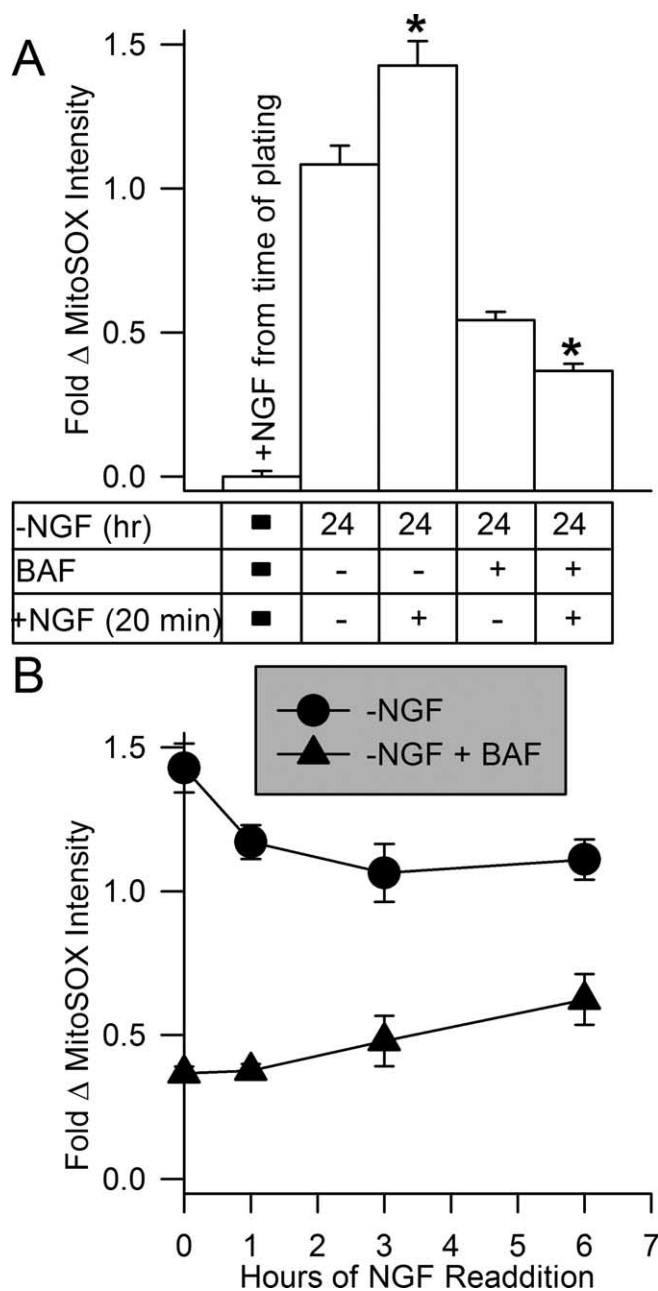 A
Fold Δ MitoSOX Intensity
1.5
1.0
0.5
0.0
+NGF from time of plating
*
*
-NGF (hr) ■ 24 24 24 24
BAF ■ - - + +
+NGF (20 min) ■ - + - +
B
-NGF
-NGF + BAF
Fold Δ MitoSOX Intensity
1.5
1.0
0.5
0.0
0 1 2 3 4 5 6 7
Hours of NGF Readdition